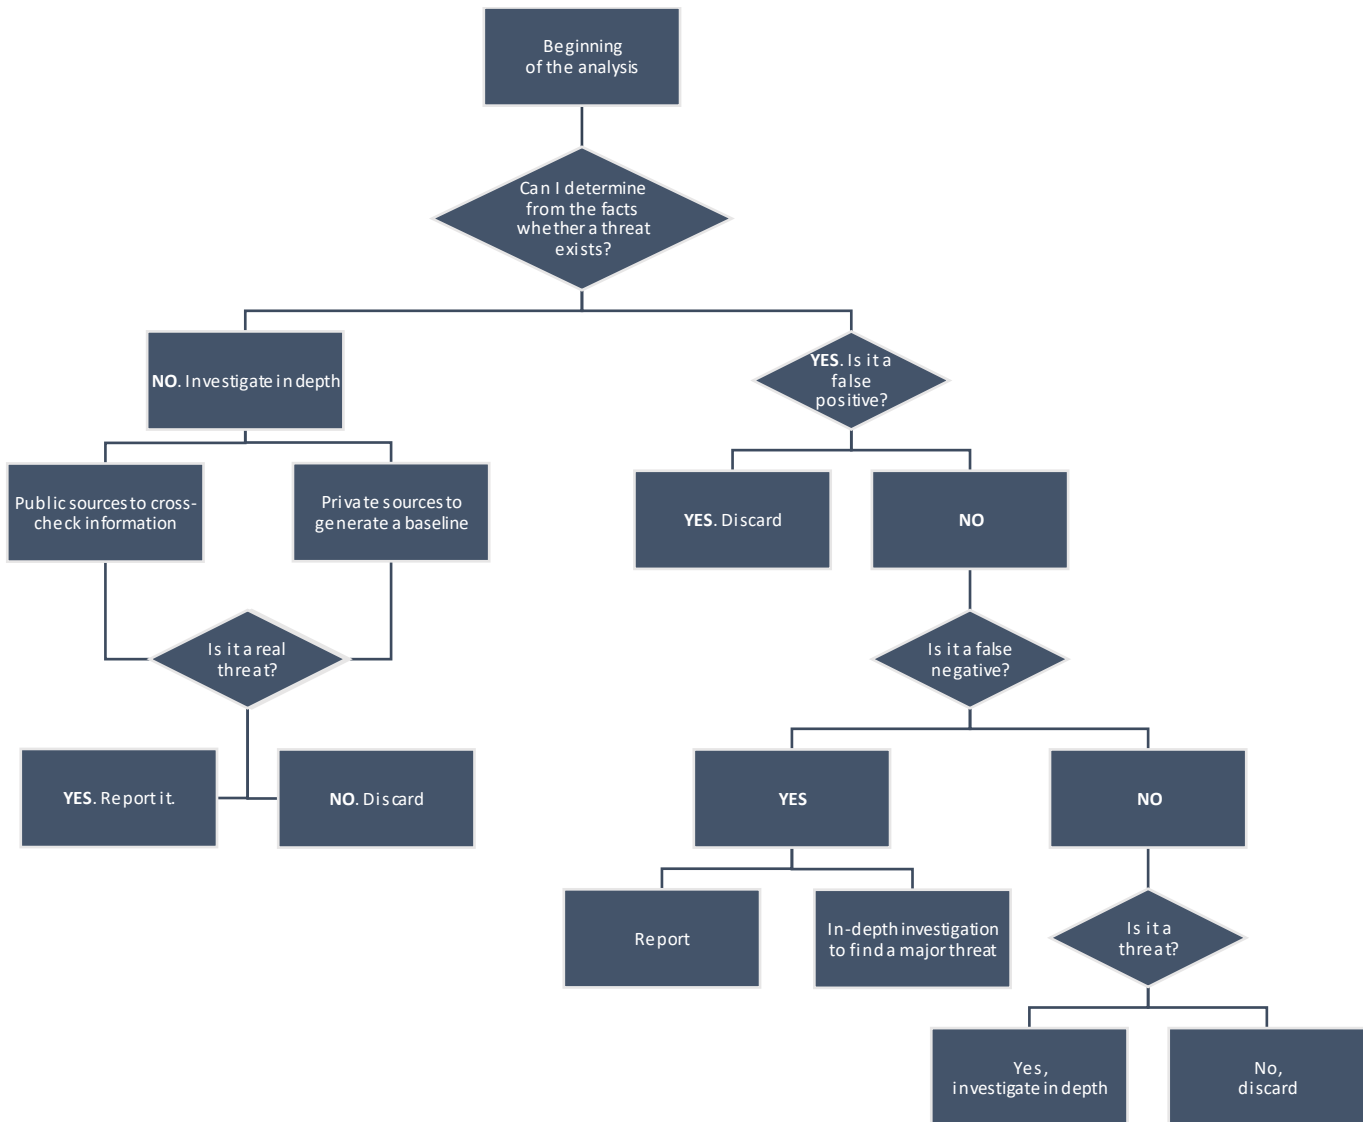 Beginning
of the analysis
Can I determine
from the facts
whether a threat
exists?
NO. Investigate in depth
YES. Is it a
false
positive?
Public sources to cross-
check information
Private sources to
generate a baseline
YES. Discard
NO
Is it a real
threat?
Is it a false
negative?
YES. Report it.
NO. Discard
YES
NO
Report
In-depth investigation
to find a major threat
Is it a
threat?
Yes,
investigate in depth
No,
discard